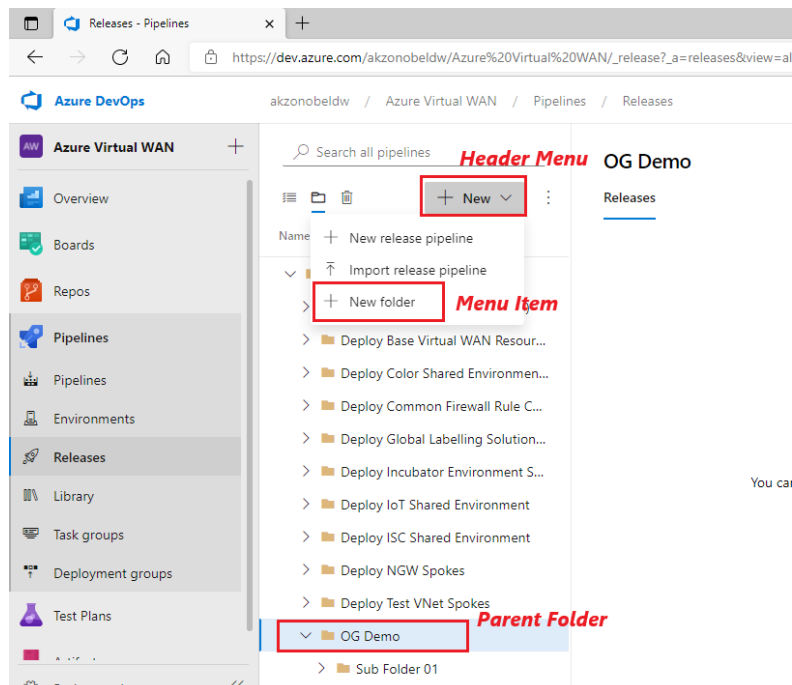 Releases - Pipelines
https://dev.azure.com/akzonobeldw/Azure%20Virtual%20WAN/_release?_a=releases&view=al
Azure DevOps
akzonobeldw / Azure Virtual WAN / Pipelines / Releases
AW Azure Virtual WAN
Search all pipelines
Header Menu
OG Demo
Overview
New
Releases
Boards
Name
New release pipeline
Import release pipeline
Repos
New folder
Menu Item
Pipelines
Deploy Base Virtual WAN Resour...
Pipelines
Deploy Color Shared Environmen...
Environments
Deploy Common Firewall Rule C...
Releases
Deploy Global Labelling Solution...
Library
Deploy Incubator Environment S...
You car
Task groups
Deploy IoT Shared Environment
Deploy ISC Shared Environment
Deployment groups
Deploy NGW Spokes
Test Plans
Deploy Test VNet Spokes
Parent Folder
OG Demo
Sub Folder 01